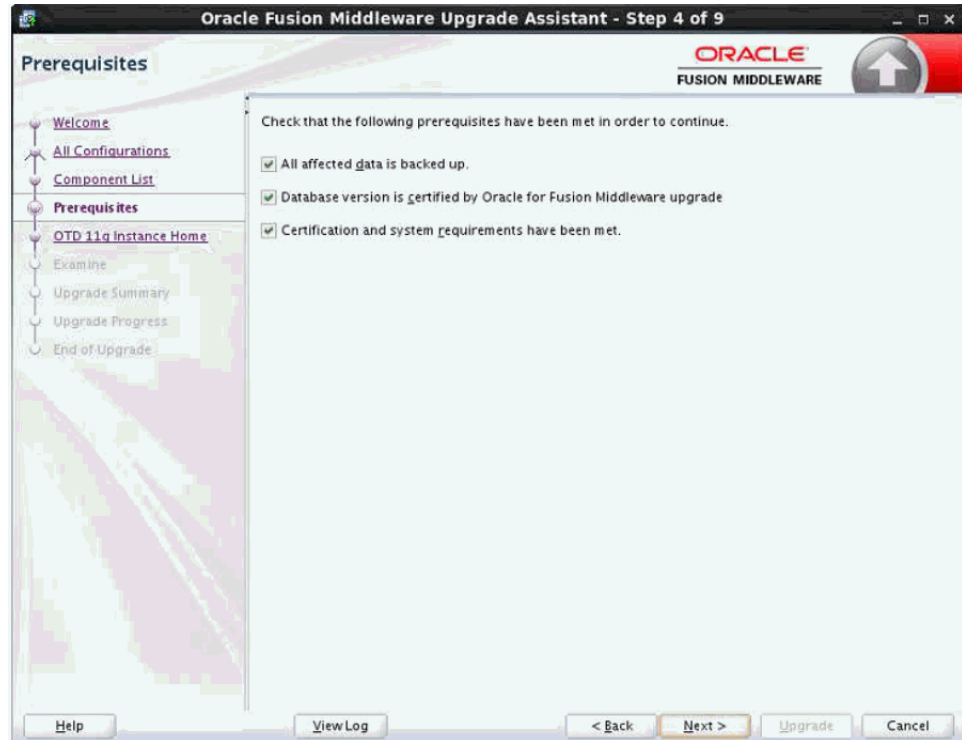 Oracle Fusion Middleware Upgrade Assistant - Step 4 of 9
Prerequisites
ORACLE
FUSION MIDDLEWARE
Welcome
All Configurations
Component List
Prerequisites
OTD 11g Instance Home
Examine
Upgrade Summary
Upgrade Progress
End of Upgrade
Check that the following prerequisites have been met in order to continue.
All affected data is backed up.
Database version is certified by Oracle for Fusion Middleware upgrade
Certification and system requirements have been met.
Help
View Log
< Back
Next >
Upgrade
Cancel